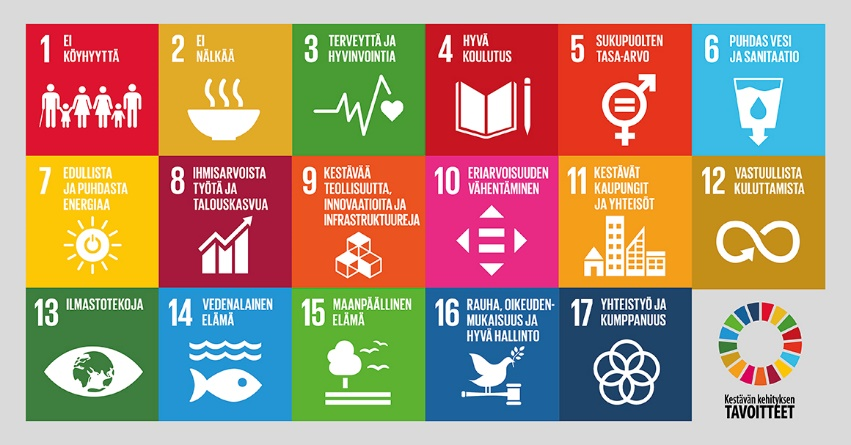 1 EI
KÖYHYYTTÄ
2 EI
NÄLKÄÄ
3 TERVEYTTÄ JA
HYVINVOINTIA
4 HYVÄ
KOULUTUS
5 SUKUPUOLTEN
TASA-ARVO
6 PUHDAS VESI
JA SANITAATIO
7 EDULLISTA
JA PUHDASTA
ENERGIAA
8 IHMISARVOISTA
TYÖTÄ JA
TALOUSKASVUA
9 KESTÄVÄÄ
TEOLLISUUTTA,
INNOVAATIOITA JA
INFRASTRUKTUUREJA
10 ERIARVOISUUDEN
VÄHENTÄMINEN
11 KESTÄVÄT
KAUPUNGIT
JA YHTEISÖT
12 VASTUULLISTA
KULUTTAMISTA
13 ILMASTOTEKOJA
14 VEDENALAINEN
ELÄMÄ
15 MAANPÄÄLLINEN
ELÄMÄ
16 RAUHA, OIKEUDEN-
MUKAISUUS JA
HYVÄ HALLINTO
17 YHTEISTYÖ JA
KUMPPANUUS
Kestävän kehityksen
TAVOITTEET